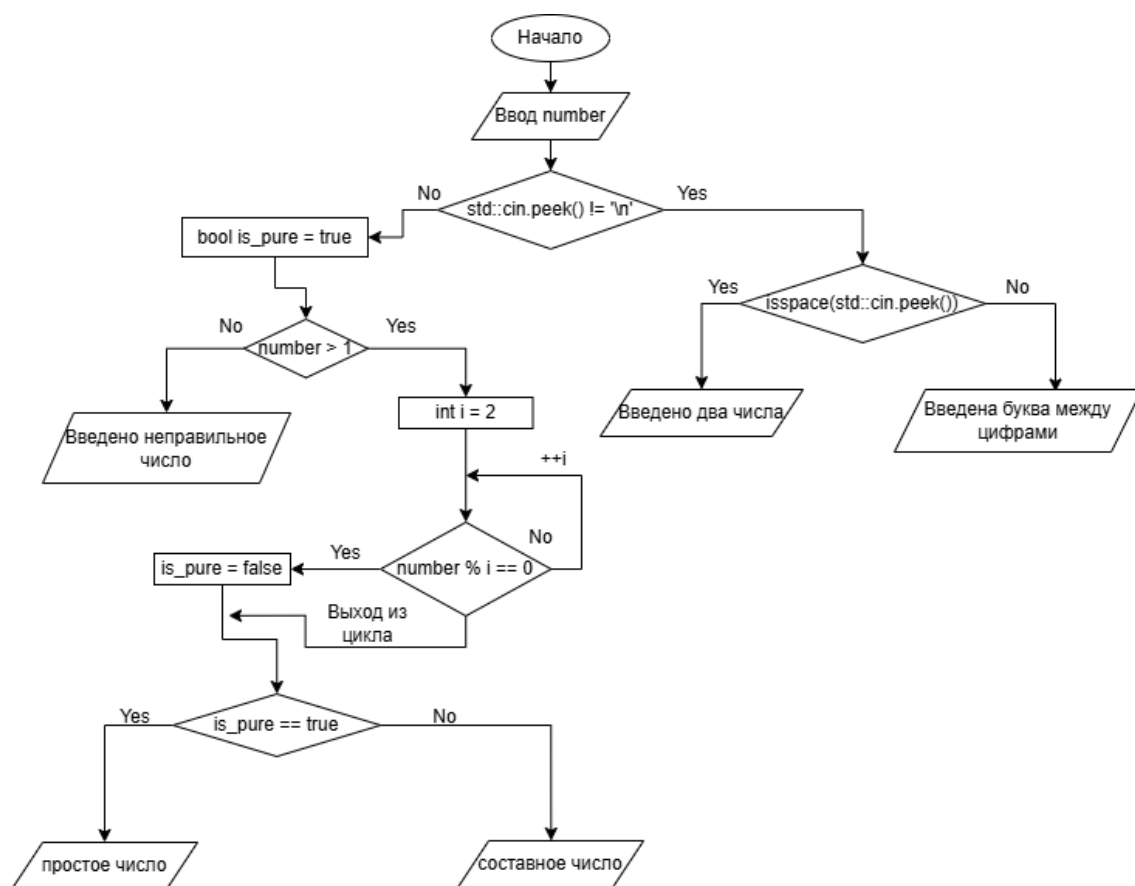 Начало
Ввод number
No
std::cin.peek() != '\n'
Yes
bool is_pure = true
Yes
isspace(std::cin.peek())
No
No
number > 1
Yes
int i = 2
Введено два числа
Введена буква между
цифрами
Введено неправильное
число
++i
Yes
number % i == 0
No
is_pure = false
Выход из
цикла
Yes
is_pure == true
No
простое число
составное число